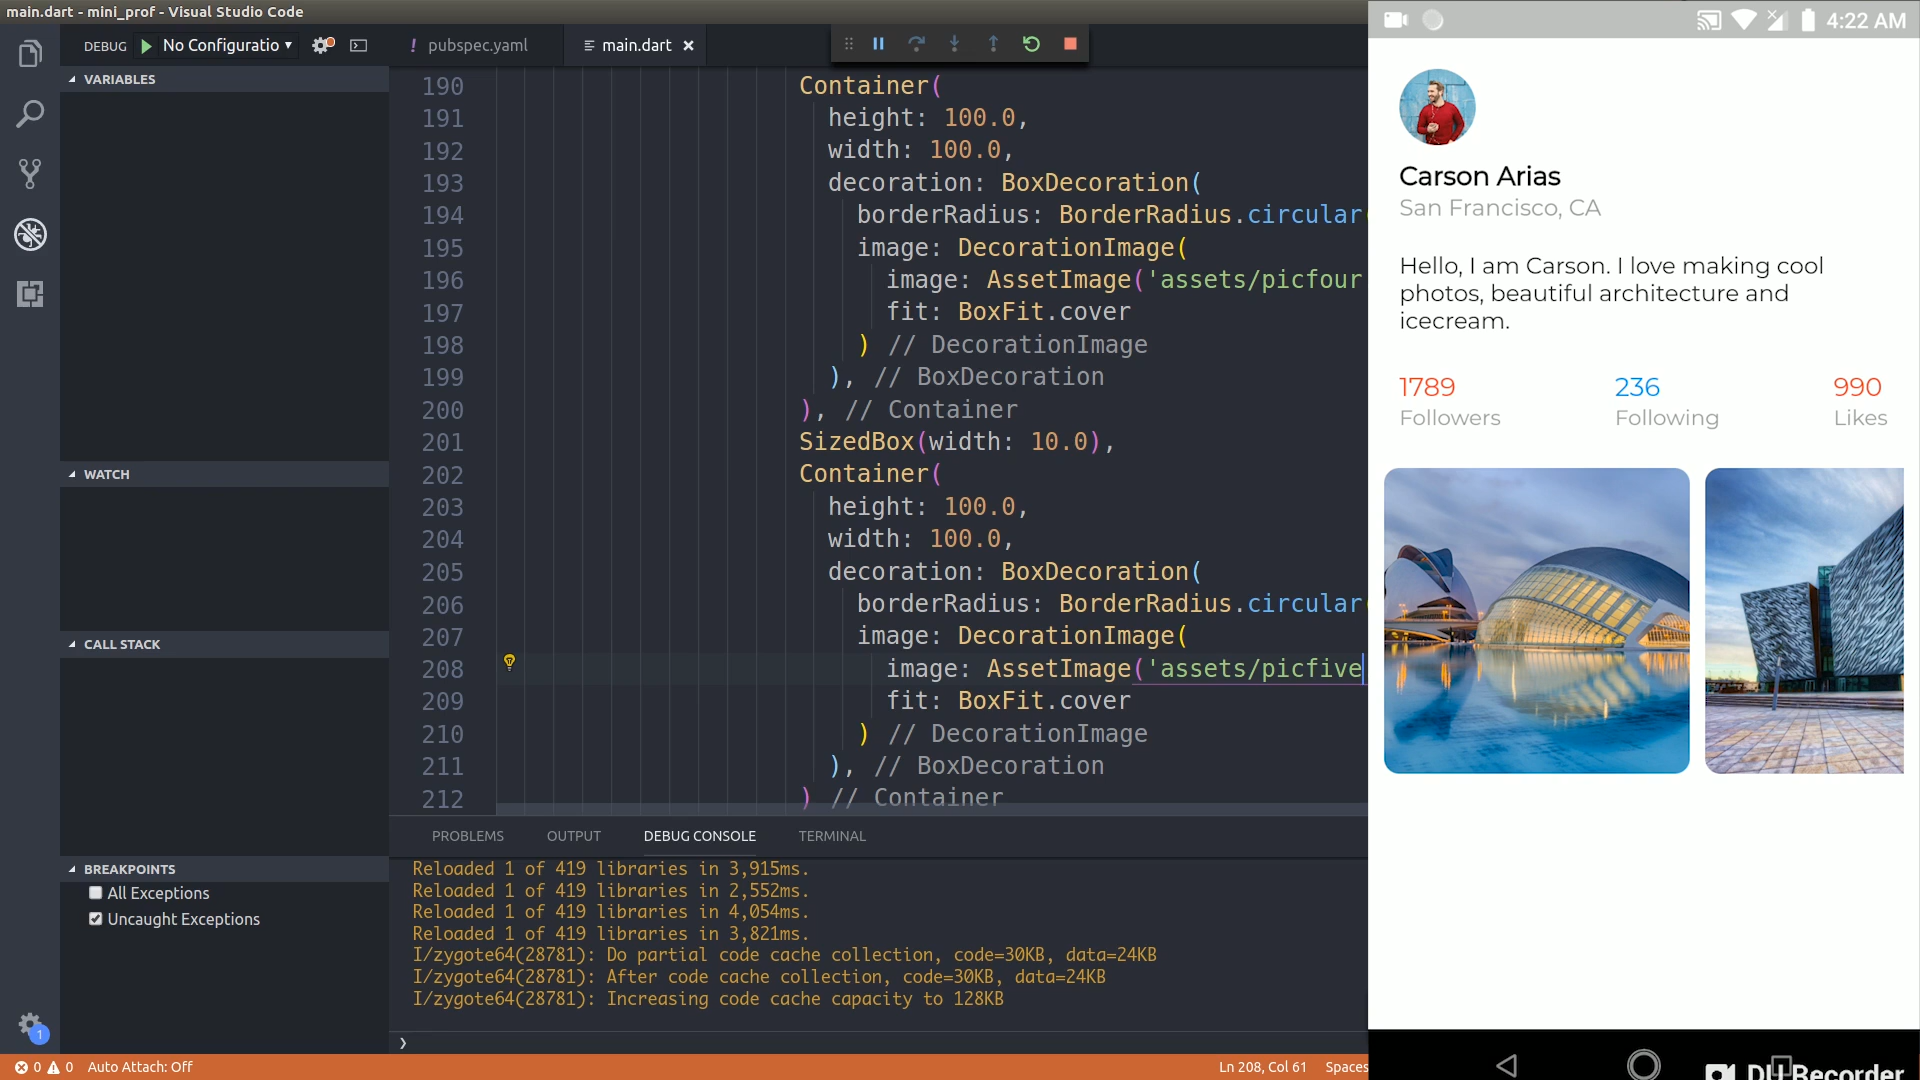 main.dart - mini_prof - Visual Studio Code
DEBUG No Configuratio
pubspec.yaml
main.dart
VARIABLES
WATCH
CALL STACK
BREAKPOINTS
All Exceptions
Uncaught Exceptions
190 Container(
191 height: 100.0,
192 width: 100.0,
193 decoration: BoxDecoration(
194 borderRadius: BorderRadius.circular(
195 image: DecorationImage(
196 image: AssetImage('assets/picfour
197 fit: BoxFit.cover
198 ) // DecorationImage
199 ), // BoxDecoration
200 ), // Container
201 SizedBox(width: 10.0),
202 Container(
203 height: 100.0,
204 width: 100.0,
205 decoration: BoxDecoration(
206 borderRadius: BorderRadius.circular(
207 image: DecorationImage(
208 image: AssetImage('assets/picfive
209 fit: BoxFit.cover
210 ) // DecorationImage
211 ), // BoxDecoration
212 ) // Container
PROBLEMS OUTPUT DEBUG CONSOLE TERMINAL
Reloaded 1 of 419 libraries in 3,915ms.
Reloaded 1 of 419 libraries in 2,552ms.
Reloaded 1 of 419 libraries in 4,054ms.
Reloaded 1 of 419 libraries in 3,821ms.
I/zygote64(28781): Do partial code cache collection, code=30KB, data=24KB
I/zygote64(28781): After code cache collection, code=30KB, data=24KB
I/zygote64(28781): Increasing code cache capacity to 128KB
1
0 0 Auto Attach: Off
Ln 208, Col 61 Spaces
4:22 AM
Carson Arias
San Francisco, CA
Hello, I am Carson. I love making cool
photos, beautiful architecture and
icecream.
1789 236 990
Followers Following Likes
DU Recorder